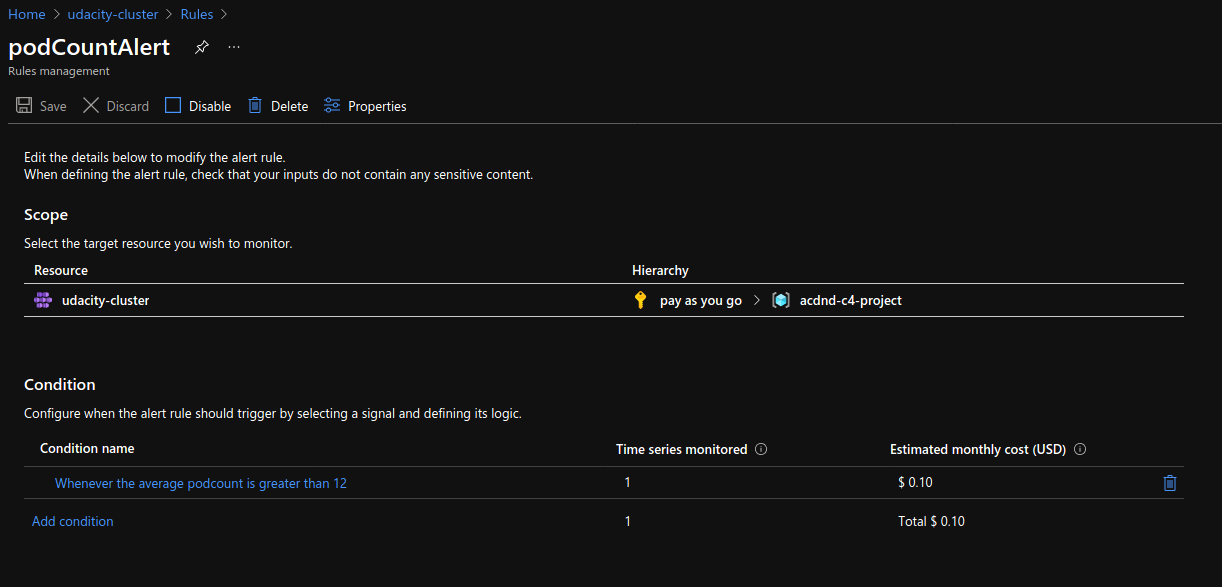 Home > udacity-cluster > Rules >
podCountAlert ...
Rules management
Save Discard Disable Delete Properties
Edit the details below to modify the alert rule.
When defining the alert rule, check that your inputs do not contain any sensitive content.
Scope
Select the target resource you wish to monitor.
Resource Hierarchy
udacity-cluster pay as you go > acdnd-c4-project
Condition
Configure when the alert rule should trigger by selecting a signal and defining its logic.
Condition name Time series monitored Estimated monthly cost (USD)
Whenever the average podcount is greater than 12 1 $ 0.10
Add condition 1 Total $ 0.10